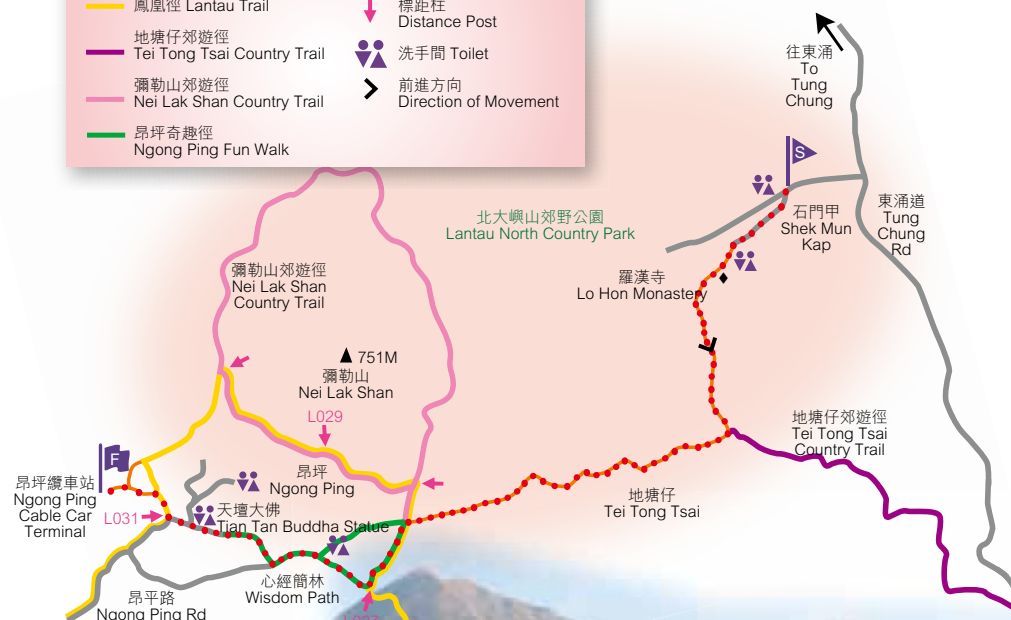 鳳凰徑 Lantau Trail
地塘仔郊遊徑
Tei Tong Tsai Country Trail
彌勒山郊遊徑
Nei Lak Shan Country Trail
昂坪奇趣徑
Ngong Ping Fun Walk
標距柱
Distance Post
洗手間 Toilet
前進方向
Direction of Movement
往東涌
To
Tung
Chung
S
石門甲
Shek Mun
Kap
東涌道
Tung
Chung
Rd
北大嶼山郊野公園
Lantau North Country Park
羅漢寺
Lo Hon Monastery
彌勒山郊遊徑
Nei Lak Shan
Country Trail
751M
彌勒山
Nei Lak Shan
L029
昂坪
Ngong Ping
地塘仔郊遊徑
Tei Tong Tsai
Country Trail
地塘仔
Tei Tong Tsai
F
昂坪纜車站
Ngong Ping
Cable Car
Terminal
L031
天壇大佛
Tian Tan Buddha Statue
心經簡林
Wisdom Path
昂平路
Ngong Ping Rd